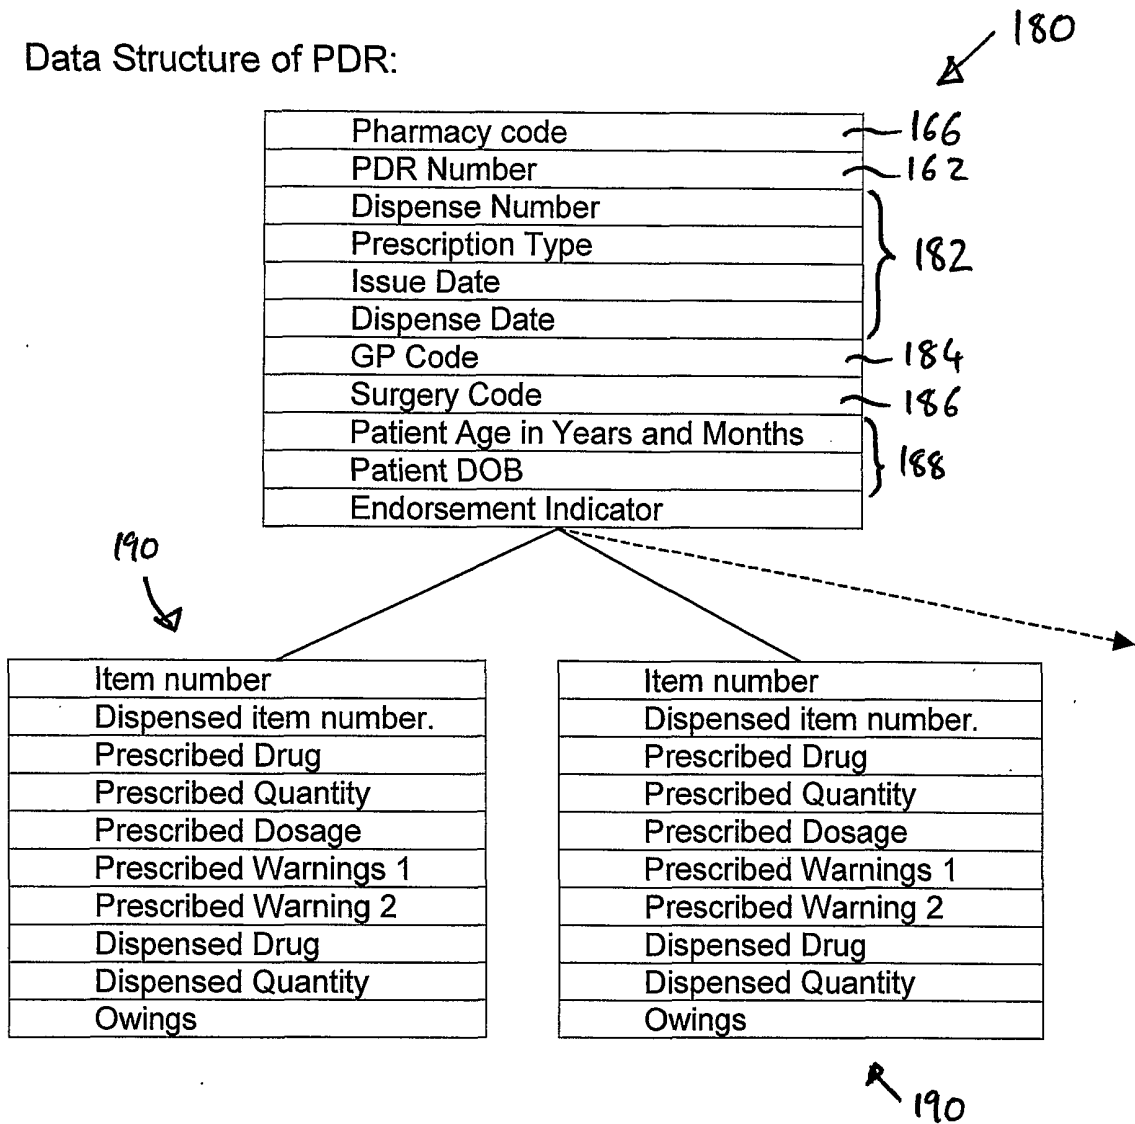 180
Data Structure of PDR:
Pharmacy code 166
PDR Number 162
Dispense Number
Prescription Type
182
Issue Date
Dispense Date
GP Code 184
Surgery Code 186
Patient Age in Years and Months
188
Patient DOB
Endorsement Indicator
190
Item number
Dispensed item number.
Prescribed Drug
Prescribed Quantity
Prescribed Dosage
Prescribed Warnings 1
Prescribed Warning 2
Dispensed Drug
Dispensed Quantity
Owings
Item number
Dispensed item number.
Prescribed Drug
Prescribed Quantity
Prescribed Dosage
Prescribed Warnings 1
Prescribed Warning 2
Dispensed Drug
Dispensed Quantity
Owings
190